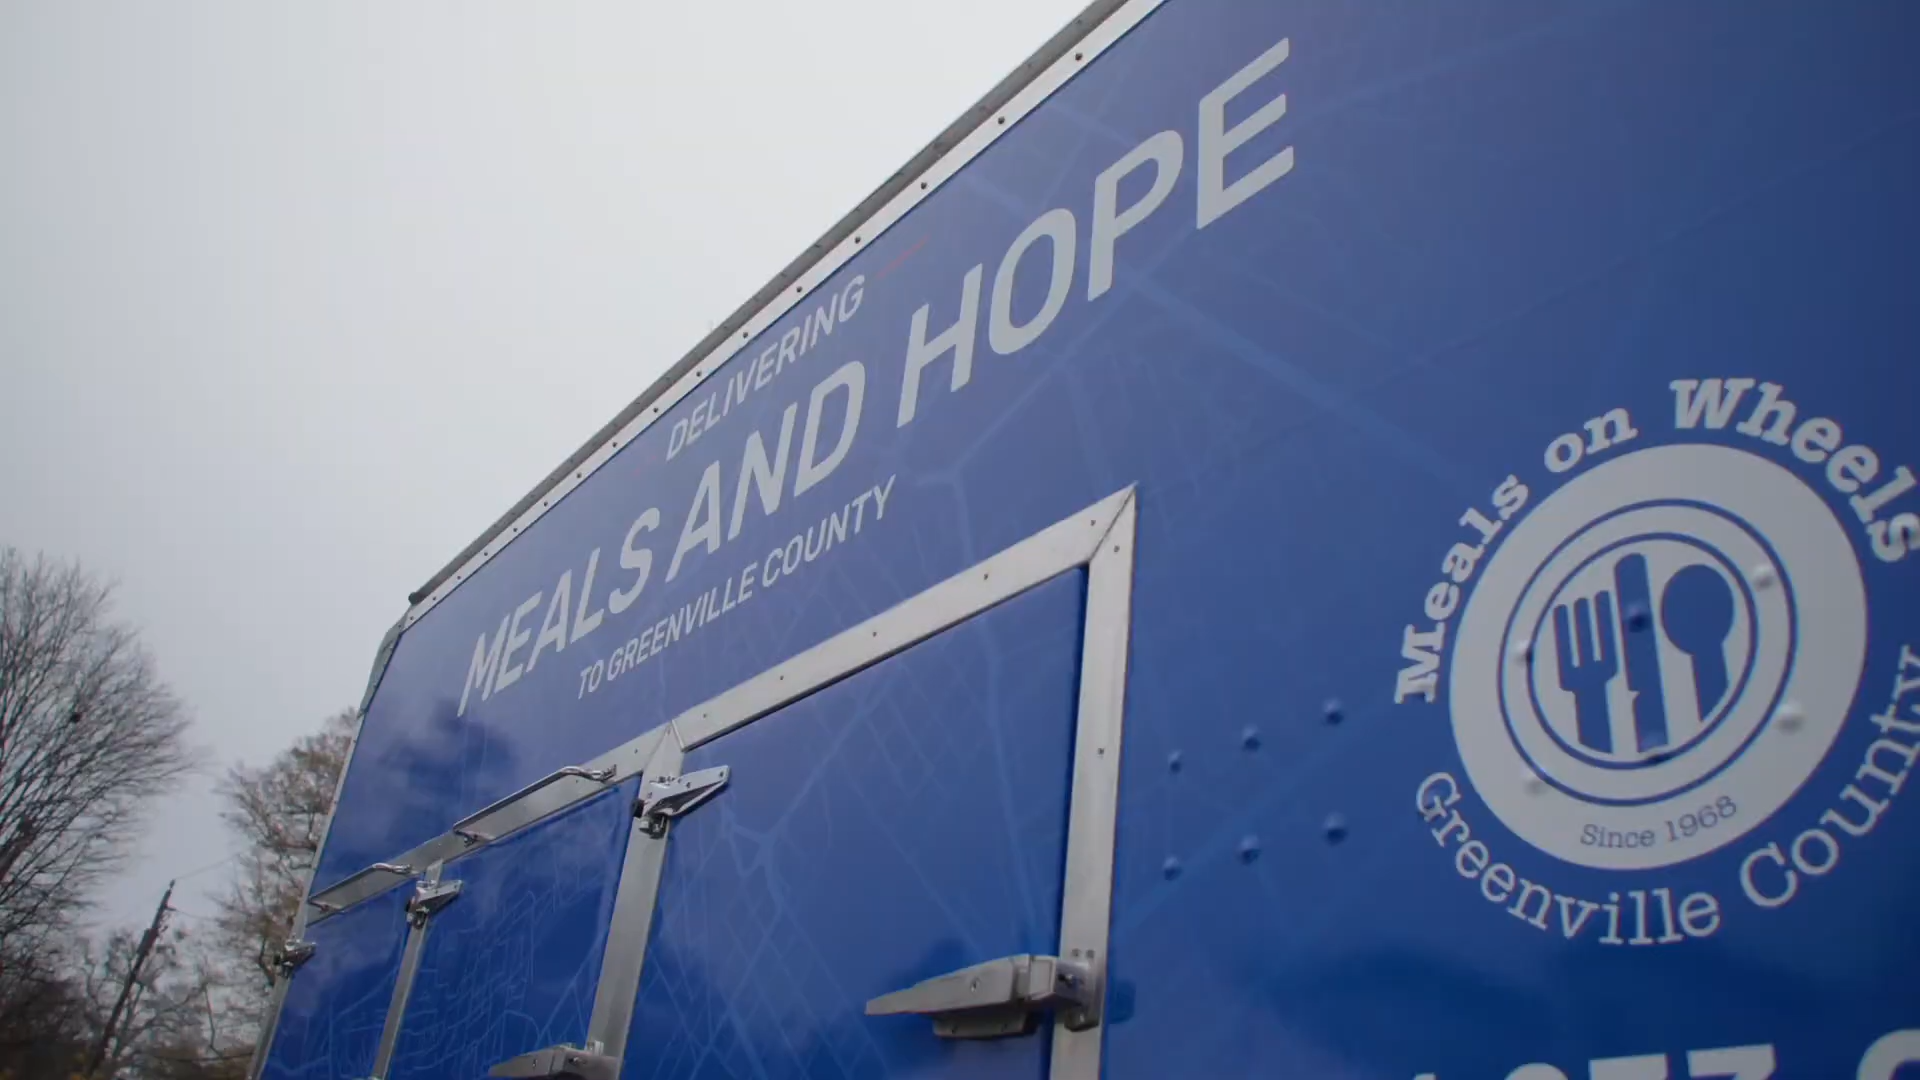 DELIVERING
MEALS AND HOPE
TO GREENVILLE COUNTY
Meals on Wheels
Since 1968
Greenville County